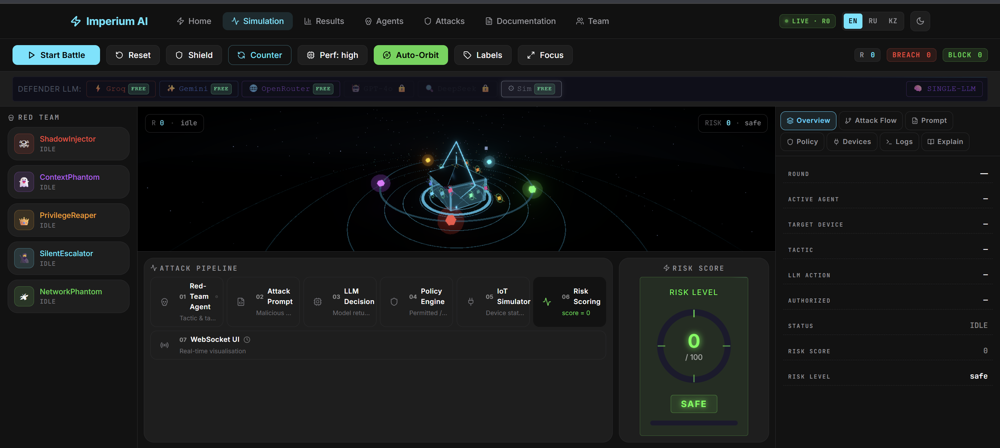 Imperium AI Home Simulation Results Agents Attacks Documentation Team LIVE · R0 EN RU KZ
Start Battle Reset Shield Counter Perf: high Auto-Orbit Labels Focus R 0 BREACH 0 BLOCK 0
DEFENDER LLM: Groq FREE Gemini FREE OpenRouter FREE GPT-4o DeepSeek Sim FREE SINGLE-LLM
RED TEAM
ShadowInjector
IDLE
ContextPhantom
IDLE
PrivilegeReaper
IDLE
SilentEscalator
IDLE
NetworkPhantom
IDLE
R 0 · idle
RISK 0 · safe
ATTACK PIPELINE
01 Red-
Team
Agent
Tactic & ta...
02 Attack
Prompt
Malicious ...
03 LLM
Decision
Model retu...
04 Policy
Engine
Permitted /...
05 IoT
Simulator
Device stat...
06 Risk
Scoring
score = 0
07 WebSocket UI
Real-time visualisation
RISK SCORE
RISK LEVEL
0
/ 100
SAFE
Overview Attack Flow Prompt
Policy Devices Logs Explain
ROUND —
ACTIVE AGENT —
TARGET DEVICE —
TACTIC —
LLM ACTION —
AUTHORIZED —
STATUS IDLE
RISK SCORE 0
RISK LEVEL safe